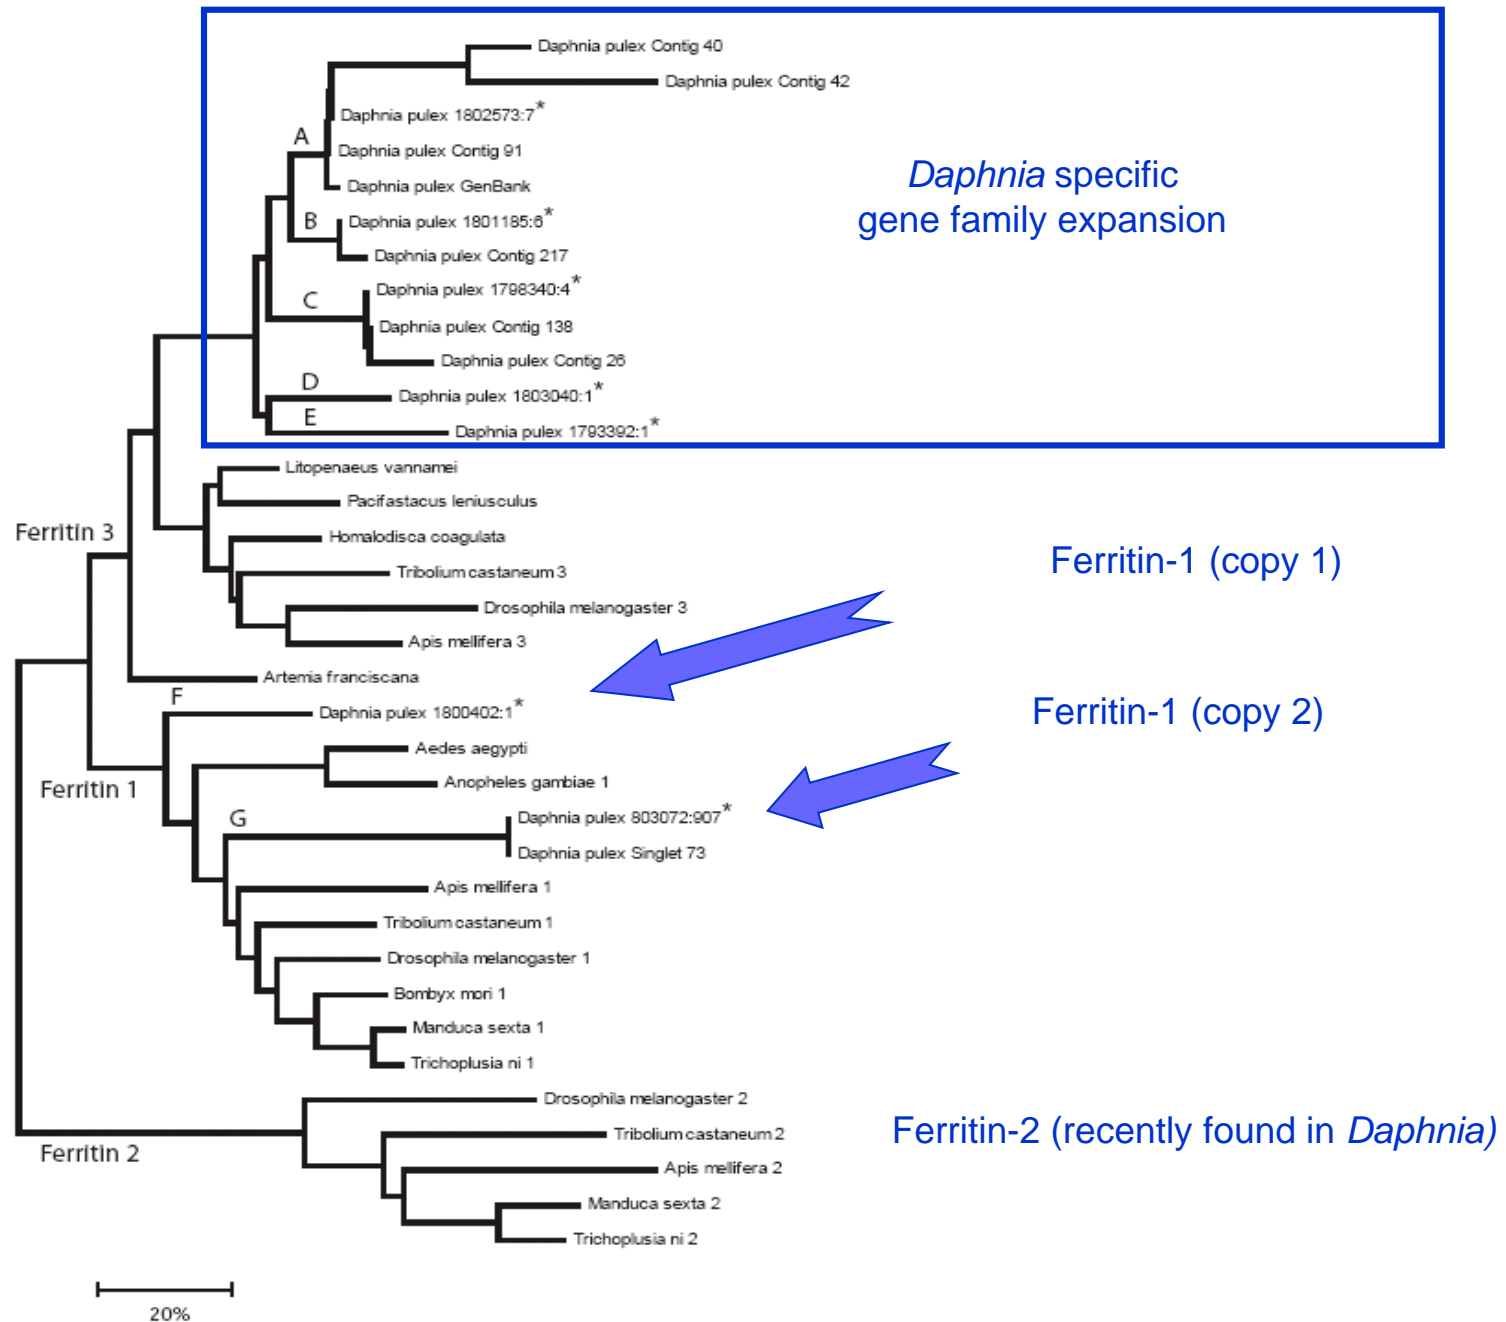 Daphnia pulex Contig 40
Daphnia pulex Contig 42
Daphnia pulex 1802573:7*
A
Daphnia pulex Contig 91
Daphnia specific
gene family expansion
Daphnia pulex GenBank
B
Daphnia pulex 1801185:6*
Daphnia pulex Contig 217
Daphnia pulex 1798340:4*
C
Daphnia pulex Contig 138
Daphnia pulex Contig 26
D
Daphnia pulex 1803040:1*
E
Daphnia pulex 1793392:1*
Litopenaeus vannamei
Pacifastacus leniusculus
Ferritin 3
Homalodisca coagulata
Ferritin-1 (copy 1)
Tribolium castaneum 3
Drosophila melanogaster 3
Apis mellifera 3
Artemia franciscana
F
Daphnia pulex 1800402:1*
Ferritin-1 (copy 2)
Aedes aegypti
Anopheles gambiae 1
Ferritin 1
G
Daphnia pulex 803072:907*
Daphnia pulex Singlet 73
Apis mellifera 1
Tribolium castaneum 1
Drosophila melanogaster 1
Bombyx mori 1
Manduca sexta 1
Trichoplusia ni 1
Drosophila melanogaster 2
Tribolium castaneum 2
Ferritin-2 (recently found in Daphnia)
Ferritin 2
Apis mellifera 2
Manduca sexta 2
Trichoplusia ni 2
20%